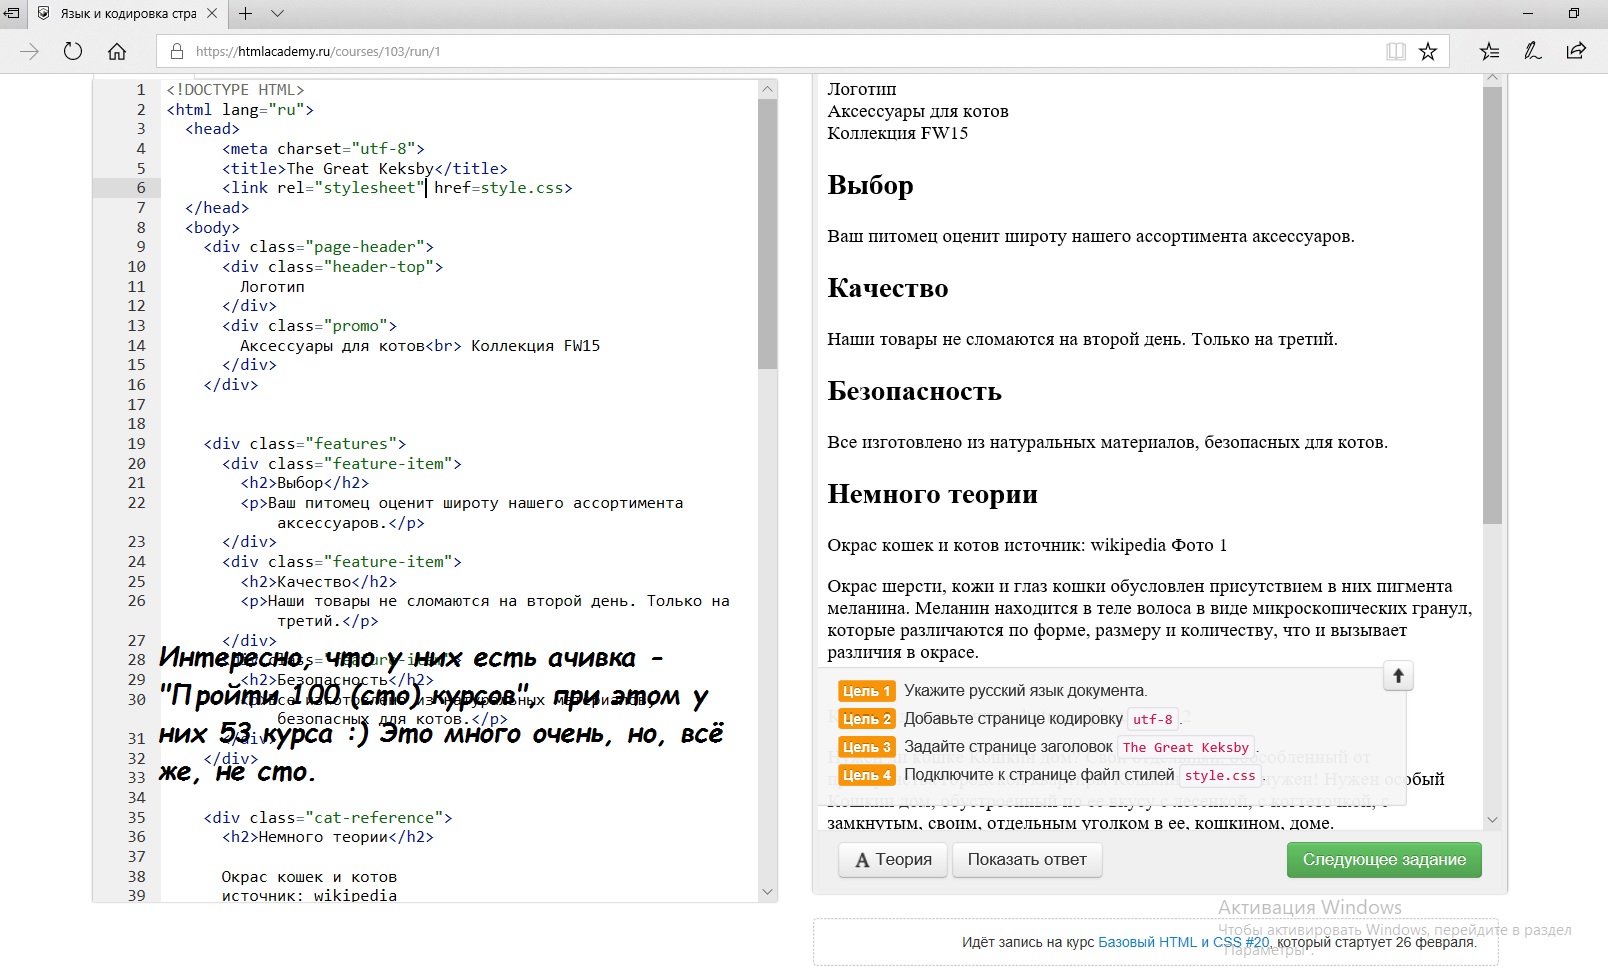 Язык и кодировка стра
https://htmlacademy.ru/courses/103/run/1
1 <!DOCTYPE HTML>
2 <html lang="ru">
3 <head>
4 <meta charset="utf-8">
5 <title>The Great Keksby</title>
6 <link rel="stylesheet" href=style.css>
7 </head>
8 <body>
9 <div class="page-header">
10 <div class="header-top">
11 Логотип
12 </div>
13 <div class="promo">
14 Аксессуары для котов<br> Коллекция FW15
15 </div>
16 </div>
17
18
19 <div class="features">
20 <div class="feature-item">
21 <h2>Выбор</h2>
22 <p>Ваш питомец оценит широту нашего ассортимента
аксессуаров.</p>
23 </div>
24 <div class="feature-item">
25 <h2>Качество</h2>
26 <p>Наши товары не сломаются на второй день. Только на
третий.</p>
27 </div>
28 <div class="feature-item">
29 <h2>Безопасность</h2>
30 <p>Все изготовлено из натуральных материалов,
безопасных для котов.</p>
31 </div>
32 </div>
33
34
35 <div class="cat-reference">
36 <h2>Немного теории</h2>
37
38 Окрас кошек и котов
39 источник: wikipedia
Интересно, что у них есть ачивка -
"Пройти 100 (сто) курсов", при этом у
них 53 курса :) Это много очень, но, всё
же, не сто.
Логотип
Аксессуары для котов
Коллекция FW15
Выбор
Ваш питомец оценит широту нашего ассортимента аксессуаров.
Качество
Наши товары не сломаются на второй день. Только на третий.
Безопасность
Все изготовлено из натуральных материалов, безопасных для котов.
Немного теории
Окрас кошек и котов источник: wikipedia Фото 1
Окрас шерсти, кожи и глаз кошки обусловлен присутствием в них пигмента
меланина. Меланин находится в теле волоса в виде микроскопических гранул,
которые различаются по форме, размеру и количеству, что и вызывает
различия в окрасе.
Цель 1 Укажите русский язык документа.
Цель 2 Добавьте странице кодировку utf-8.
Цель 3 Задайте странице заголовок The Great Keksby.
Цель 4 Подключите к странице файл стилей style.css.
нужен! Нужен особый
Кошкин дом, обустроенный по ее вкусу с лесенкой, с когтеточкой, с
замкнутым, своим, отдельным уголком в ее, кошкином, доме.
Теория
Показать ответ
Следующее задание
Активация Windows
Чтобы активировать Windows, перейдите в раздел
"Параметры".
Идёт запись на курс Базовый HTML и CSS #20, который стартует 26 февраля.